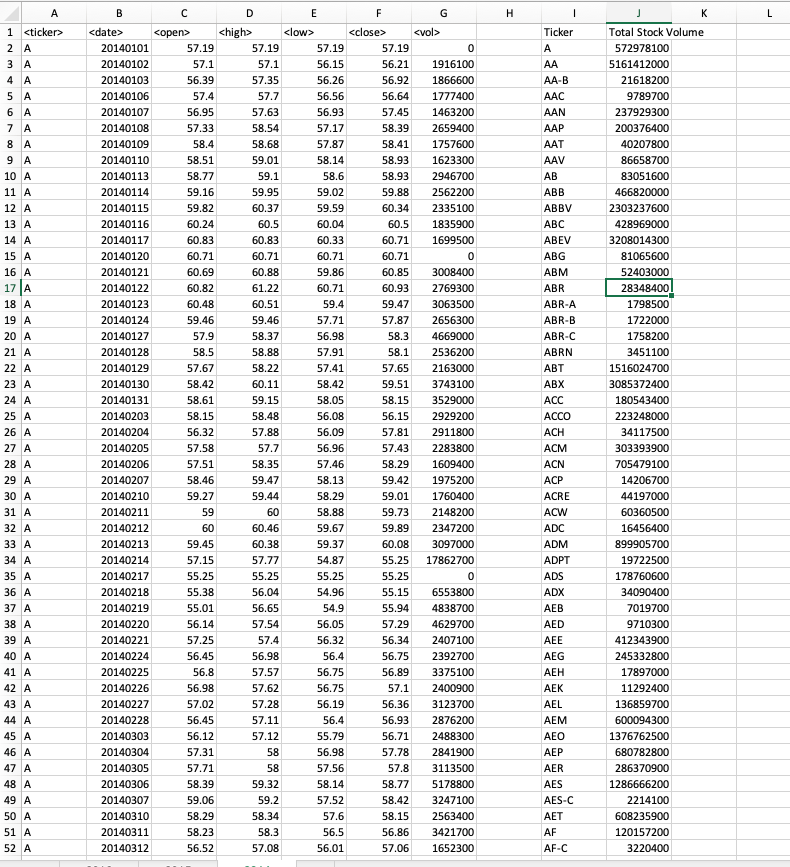 A B C D E F G H I J K L
1 <ticker> <date> <open> <high> <low> <close> <vol> Ticker Total Stock Volume
2 A 20140101 57.19 57.19 57.19 57.19 0 A 572978100
3 A 20140102 57.1 57.1 56.15 56.21 1916100 AA 5161412000
4 A 20140103 56.39 57.35 56.26 56.92 1866600 AA-B 21618200
5 A 20140106 57.4 57.7 56.56 56.64 1777400 AAC 9789700
6 A 20140107 56.95 57.63 56.93 57.45 1463200 AAN 237929300
7 A 20140108 57.33 58.54 57.17 58.39 2659400 AAP 200376400
8 A 20140109 58.4 58.68 57.87 58.41 1757600 AAT 40207800
9 A 20140110 58.51 59.01 58.14 58.93 1623300 AAV 86658700
10 A 20140113 58.77 59.1 58.6 58.93 2946700 AB 83051600
11 A 20140114 59.16 59.95 59.02 59.88 2562200 ABB 466820000
12 A 20140115 59.82 60.37 59.59 60.34 2335100 ABBV 2303237600
13 A 20140116 60.24 60.5 60.04 60.5 1835900 ABC 428969000
14 A 20140117 60.83 60.83 60.33 60.71 1699500 ABEV 3208014300
15 A 20140120 60.71 60.71 60.71 60.71 0 ABG 81065600
16 A 20140121 60.69 60.88 59.86 60.85 3008400 ABM 52403000
17 A 20140122 60.82 61.22 60.71 60.93 2769300 ABR 28348400
18 A 20140123 60.48 60.51 59.4 59.47 3063500 ABR-A 1798500
19 A 20140124 59.46 59.46 57.71 57.87 2656300 ABR-B 1722000
20 A 20140127 57.9 58.37 56.98 58.3 4669000 ABR-C 1758200
21 A 20140128 58.5 58.88 57.91 58.1 2536200 ABRN 3451100
22 A 20140129 57.67 58.22 57.41 57.65 2163000 ABT 1516024700
23 A 20140130 58.42 60.11 58.42 59.51 3743100 ABX 3085372400
24 A 20140131 58.61 59.15 58.05 58.15 3529000 ACC 180543400
25 A 20140203 58.15 58.48 56.08 56.15 2929200 ACCO 223248000
26 A 20140204 56.32 57.88 56.09 57.81 2911800 ACH 34117500
27 A 20140205 57.58 57.7 56.96 57.43 2283800 ACM 303393900
28 A 20140206 57.51 58.35 57.46 58.29 1609400 ACN 705479100
29 A 20140207 58.46 59.47 58.13 59.42 1975200 ACP 14206700
30 A 20140210 59.27 59.44 58.29 59.01 1760400 ACRE 44197000
31 A 20140211 59 60 58.88 59.73 2148200 ACW 60360500
32 A 20140212 60 60.46 59.67 59.89 2347200 ADC 16456400
33 A 20140213 59.45 60.38 59.37 60.08 3097000 ADM 899905700
34 A 20140214 57.15 57.77 54.87 55.25 17862700 ADPT 19722500
35 A 20140217 55.25 55.25 55.25 55.25 0 ADS 178760600
36 A 20140218 55.38 56.04 54.96 55.15 6553800 ADX 34090400
37 A 20140219 55.01 56.65 54.9 55.94 4838700 AEB 7019700
38 A 20140220 56.14 57.54 56.05 57.29 4629700 AED 9710300
39 A 20140221 57.25 57.4 56.32 56.34 2407100 AEE 412343900
40 A 20140224 56.45 56.98 56.4 56.75 2392700 AEG 245332800
41 A 20140225 56.8 57.57 56.75 56.89 3375100 AEH 17897000
42 A 20140226 56.98 57.62 56.75 57.1 2400900 AEK 11292400
43 A 20140227 57.02 57.28 56.19 56.36 3123700 AEL 136859700
44 A 20140228 56.45 57.11 56.4 56.93 2876200 AEM 600094300
45 A 20140303 56.12 57.12 55.79 56.71 2488300 AEO 1376762500
46 A 20140304 57.31 58 56.98 57.78 2841900 AEP 680782800
47 A 20140305 57.71 58 57.56 57.8 3113500 AER 286370900
48 A 20140306 58.39 59.32 58.14 58.77 5178800 AES 1286666200
49 A 20140307 59.06 59.2 57.52 58.42 3247100 AES-C 2214100
50 A 20140310 58.29 58.34 57.6 58.15 2563400 AET 608235900
51 A 20140311 58.23 58.3 56.5 56.86 3421700 AF 120157200
52 A 20140312 56.52 57.08 56.01 57.06 1652300 AF-C 3220400